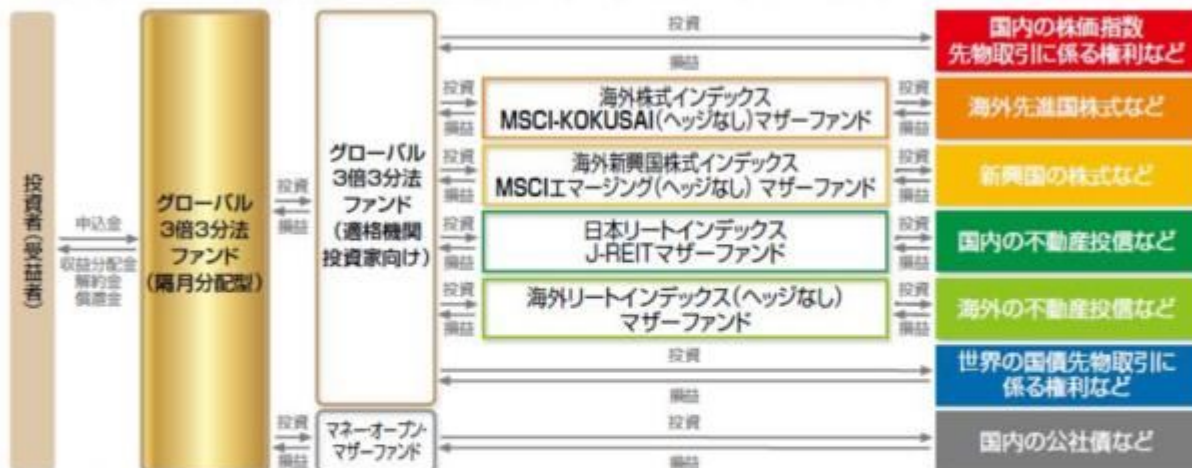 投資者(受益者)
申込金
収益分配金
解約金
償還金
グローバル
3倍3分法
ファンド
(隔月分配型)
投資
損益
グローバル
3倍3分法
ファンド
(適格機関
投資家向け)
投資
損益
国内の株価指数
先物取引に係る権利など
投資
損益
海外株式インデックス
MSCI-KOKUSAI(ヘッジなし)マザーファンド
投資
損益
海外先進国株式など
投資
損益
海外新興国株式インデックス
MSCIエマージング(ヘッジなし) マザーファンド
投資
損益
新興国の株式など
投資
損益
日本リートインデックス
J-REITマザーファンド
投資
損益
国内の不動産投信など
投資
損益
海外リートインデックス(ヘッジなし)
マザーファンド
投資
損益
海外の不動産投信など
投資
損益
世界の国債先物取引に
係る権利など
投資
損益
マネー・オープン・
マザーファンド
投資
損益
国内の公社債など